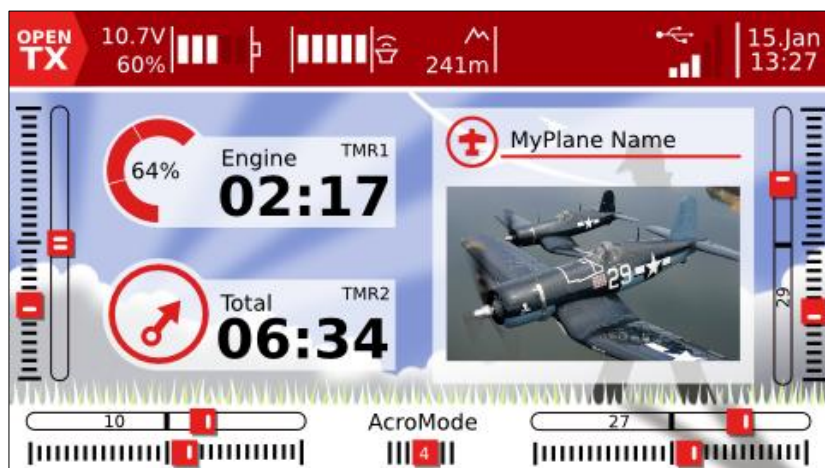 OPEN
TX
10.7V
60%
241m
15.Jan
13:27
64%
Engine
TMR1
02:17
MyPlane Name
29
29
Total
TMR2
06:34
10
AcroMode
27
4